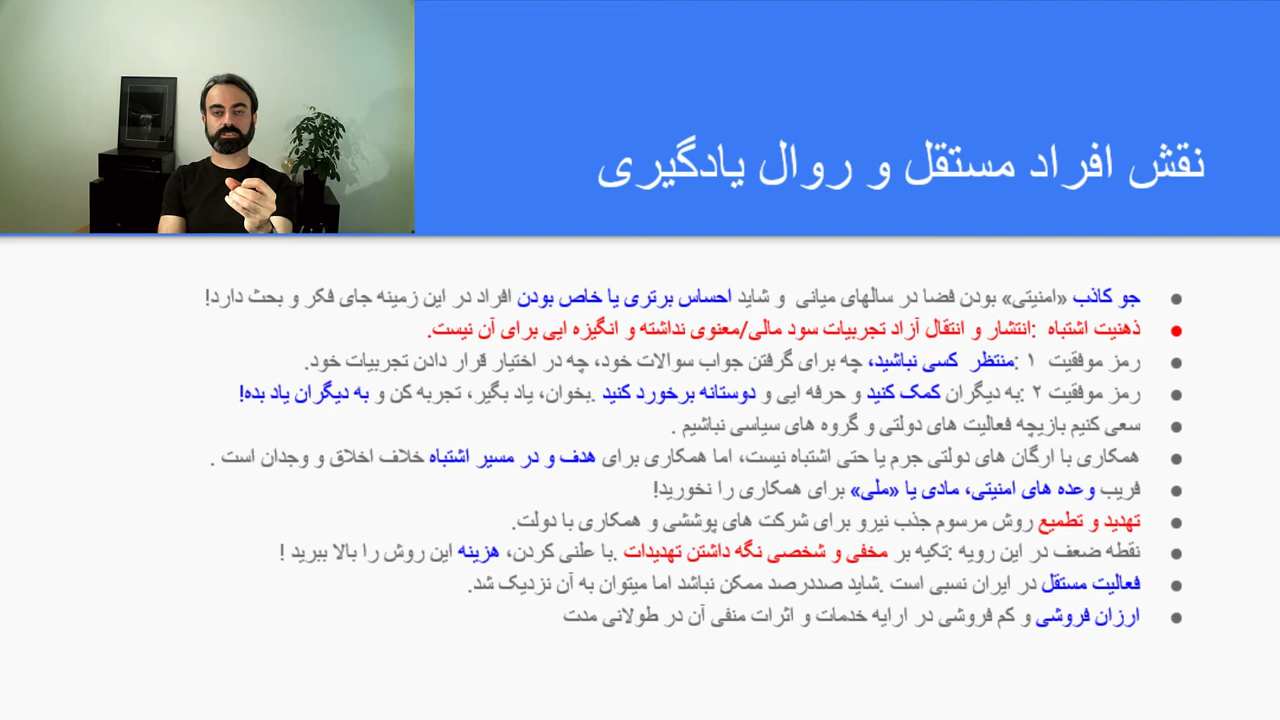 نقش افراد مستقل و روال یادگیری
جو کاذب «امنیتی» بودن فضا در سالهای میانی و شاید احساس برتری یا خاص بودن افراد در این زمینه جای فکر و بحث دارد!
ذهنیت اشتباه :انتشار و انتقال آزاد تجربیات سود مالی/معنوی نداشته و انگیزه ایی برای آن نیست.
رمز موفقیت ۱ :منتظر کسی نباشید، چه برای گرفتن جواب سوالات خود، چه در اختیار قرار دادن تجربیات خود.
رمز موفقیت ۲ :به دیگران کمک کنید و حرفه ایی و دوستانه برخورد کنید .بخوان، یاد بگیر، تجربه کن و به دیگران یاد بده!
سعی کنیم بازیچه فعالیت های دولتی و گروه های سیاسی نباشیم .
همکاری با ارگان های دولتی جرم یا حتی اشتباه نیست، اما همکاری برای هدف و در مسیر اشتباه خلاف اخلاق و وجدان است .
فریب وعده های امنیتی، مادی یا «ملی» برای همکاری را نخورید!
تهدید و تطمیع روش مرسوم جذب نیرو برای شرکت های پوششی و همکاری با دولت.
نقطه ضعف در این رویه :تکیه بر مخفی و شخصی نگه داشتن تهدیدات .با علنی کردن، هزینه این روش را بالا ببرید !
فعالیت مستقل در ایران نسبی است .شاید صددرصد ممکن نباشد اما میتوان به آن نزدیک شد.
ارزان فروشی و کم فروشی در ارایه خدمات و اثرات منفی آن در طولانی مدت